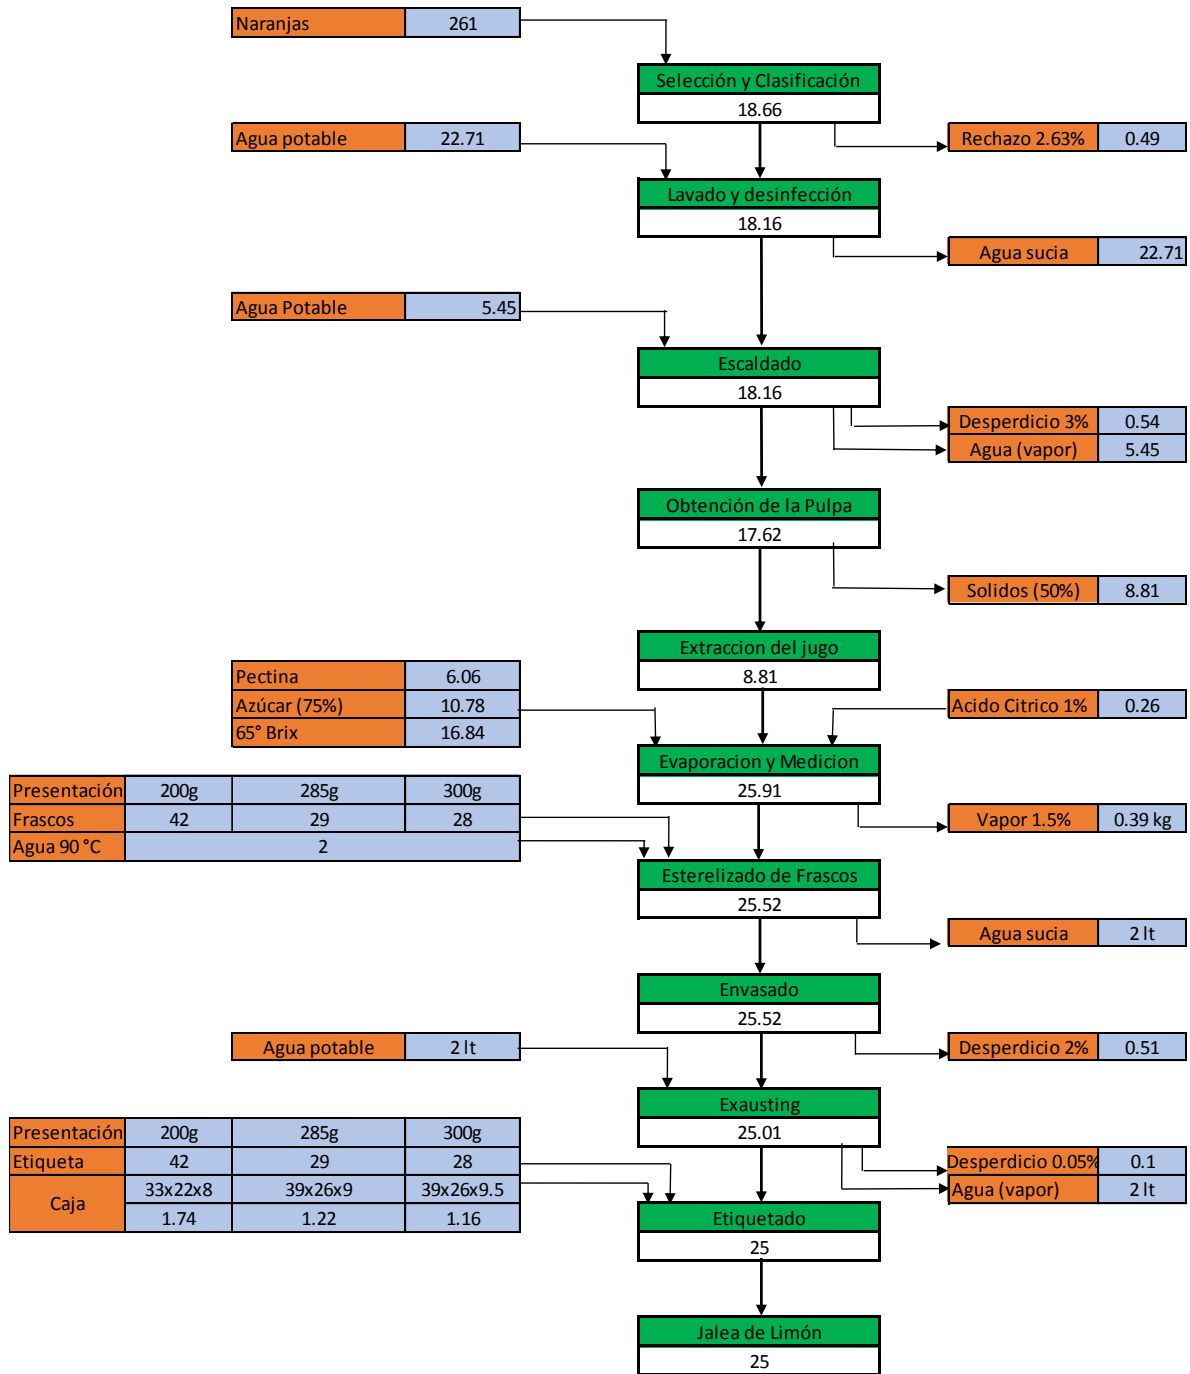 Naranjas 261
Selección y Clasificación
18.66
Agua potable 22.71
Rechazo 2.63% 0.49
Lavado y desinfección
18.16
Agua sucia 22.71
Agua Potable 5.45
Escaldado
18.16
Desperdicio 3% 0.54
Agua (vapor) 5.45
Obtención de la Pulpa
17.62
Solidos (50%) 8.81
Extraccion del jugo
8.81
Pectina 6.06
Azúcar (75%) 10.78
65° Brix 16.84
Acido Citrico 1% 0.26
Evaporacion y Medicion
25.91
Presentación 200g 285g 300g
Frascos 42 29 28
Agua 90 °C 2
Vapor 1.5% 0.39 kg
Esterelizado de Frascos
25.52
Agua sucia 2 lt
Envasado
25.52
Agua potable 2 lt
Desperdicio 2% 0.51
Exausting
25.01
Presentación 200g 285g 300g
Etiqueta 42 29 28
Caja 33x22x8 39x26x9 39x26x9.5
1.74 1.22 1.16
Desperdicio 0.05% 0.1
Agua (vapor) 2 lt
Etiquetado
25
Jalea de Limón
25